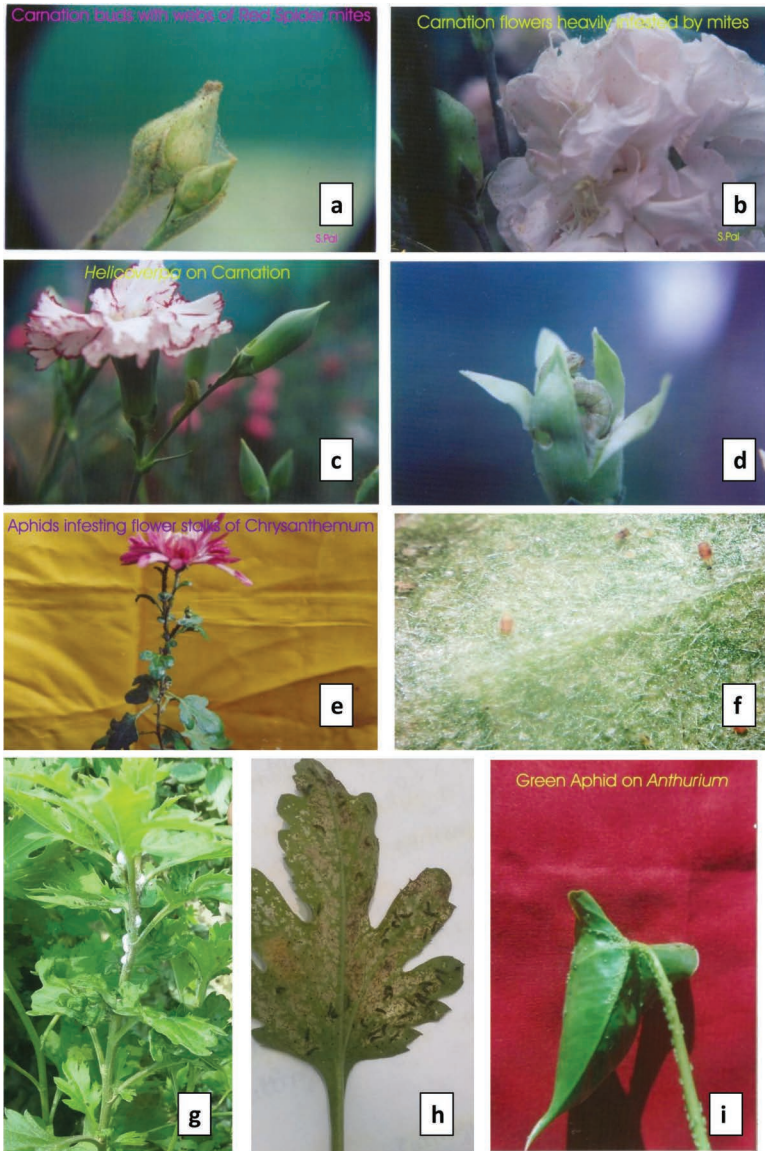 Carnation buds with webs of Red Spider mites
a
S.Pal
Carnation flowers heavily infested by mites
b
S.Pal
Helicoverpa on Carnation
c
d
Aphids infesting flower stalks of Chrysanthemum
e
f
g
h
Green Aphid on Anthurium
i